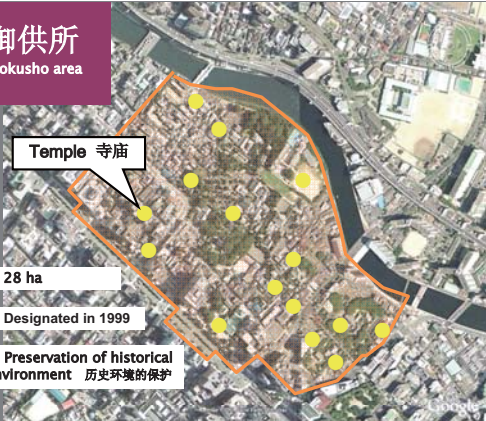 御供所
okusho area
Temple 寺庙
28 ha
Designated in 1999
Preservation of historical
nvironment 历史环境的保护
Google